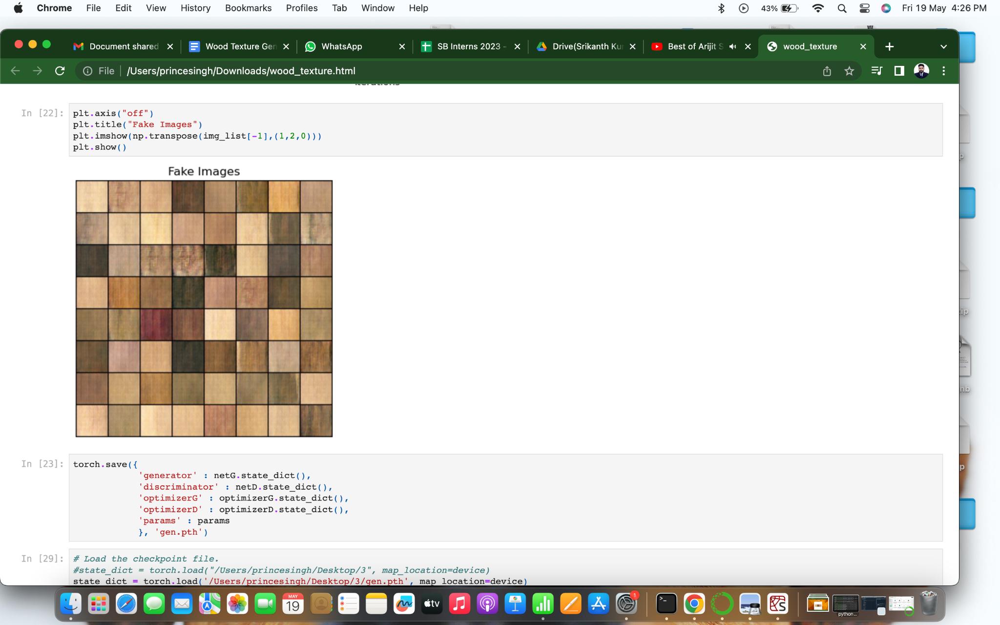 Chrome File Edit View History Bookmarks Profiles Tab Window Help 43% Fri 19 May 4:26 PM
Document shared Wood Texture Gen WhatsApp SB Interns 2023 - Drive(Srikanth Ku Best of Arijit S wood_texture
File /Users/princesingh/Downloads/wood_texture.html
Iterations
In [22]:
plt.axis("off")
plt.title("Fake Images")
plt.imshow(np.transpose(img_list[-1],(1,2,0)))
plt.show()
Fake Images
In [23]:
torch.save({
'generator' : netG.state_dict(),
'discriminator' : netD.state_dict(),
'optimizerG' : optimizerG.state_dict(),
'optimizerD' : optimizerD.state_dict(),
'params' : params
}, 'gen.pth')
In [29]:
# Load the checkpoint file.
#state_dict = torch.load("/Users/princesingh/Desktop/3", map_location=device)
state_dict = torch.load('/Users/princesingh/Desktop/3/gen.pth', map_location=device)
p
ip
nb
p
MAY
19
tv
1
python...